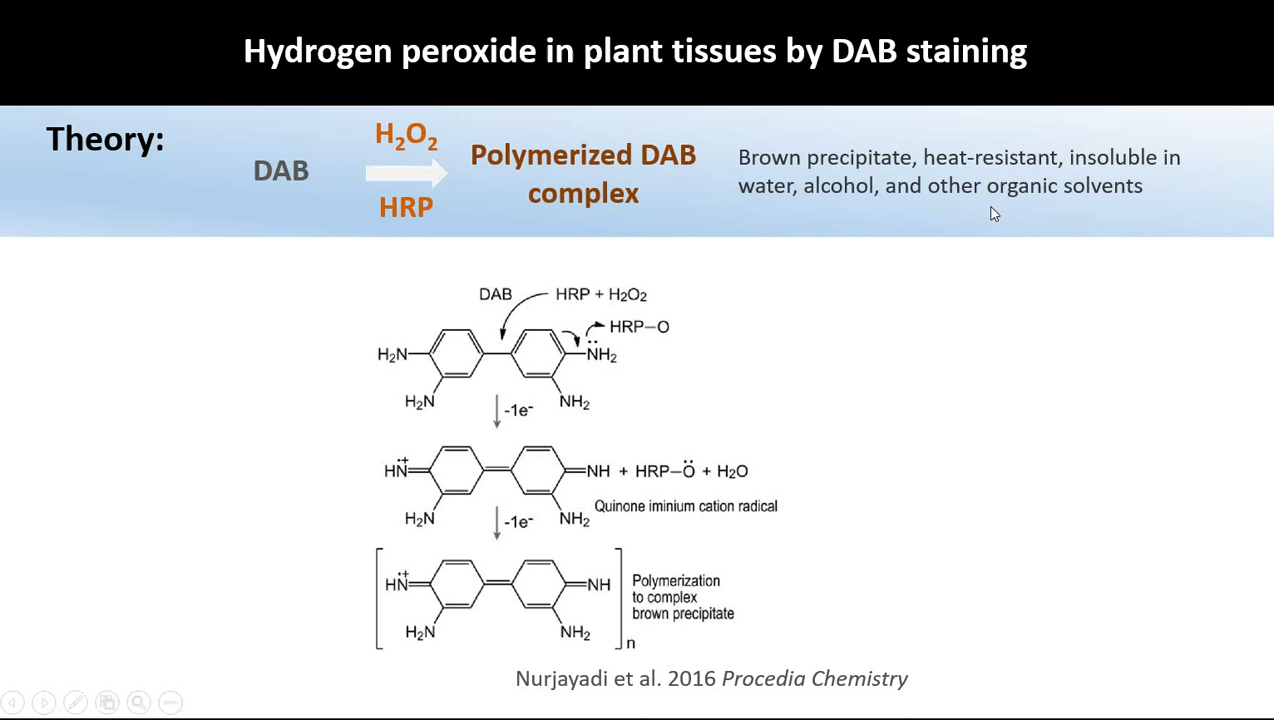 Hydrogen peroxide in plant tissues by DAB staining
Theory:
DAB
H₂O₂
HRP
Polymerized DAB
complex
Brown precipitate, heat-resistant, insoluble in
water, alcohol, and other organic solvents
DAB HRP + H₂O₂
HRP–O
H₂N NH₂
H₂N NH₂
-1e⁻
HN NH + HRP–Ö + H₂O
Quinone iminium cation radical
H₂N NH₂
-1e⁻
HN NH
Polymerization
to complex
brown precipitate
H₂N NH₂
n
Nurjayadi et al. 2016 Procedia Chemistry